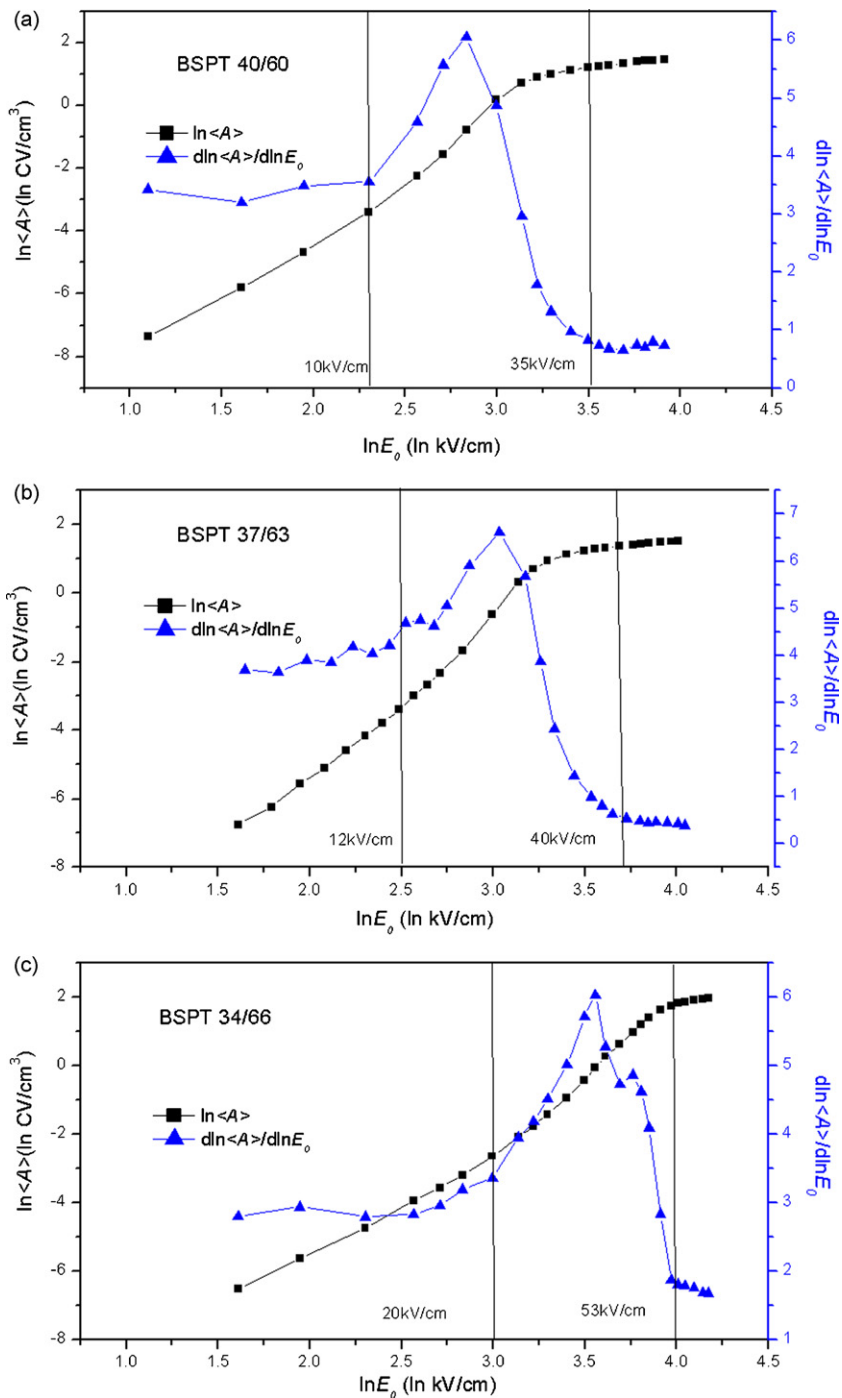 (a)
BSPT 40/60
ln<A>
dln<A>/dlnE0
10kV/cm
35kV/cm
ln<A>(ln CV/cm³)
2
0
-2
-4
-6
-8
dln<A>/dlnE0
6
5
4
3
2
1
0
1.0 1.5 2.0 2.5 3.0 3.5 4.0 4.5
lnE0 (ln kV/cm)
(b)
BSPT 37/63
ln<A>
dln<A>/dlnE0
12kV/cm
40kV/cm
ln<A>(ln CV/cm³)
2
0
-2
-4
-6
-8
dln<A>/dlnE0
7
6
5
4
3
2
1
0
1.0 1.5 2.0 2.5 3.0 3.5 4.0 4.5
lnE0 (ln kV/cm)
(c)
BSPT 34/66
ln<A>
dln<A>/dlnE0
20kV/cm
53kV/cm
ln<A>(ln CV/cm³)
2
0
-2
-4
-6
-8
dln<A>/dlnE0
6
5
4
3
2
1
1.0 1.5 2.0 2.5 3.0 3.5 4.0 4.5
lnE0 (ln kV/cm)